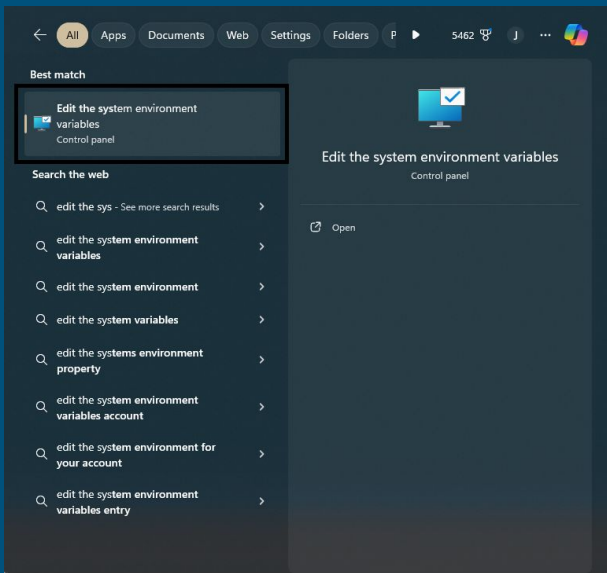 All Apps Documents Web Settings Folders P 5462 J ...
Best match
Edit the system environment
variables
Control panel
Search the web
edit the sys - See more search results
edit the system environment
variables
edit the system environment
edit the system variables
edit the systems environment
property
edit the system environment
variables account
edit the system environment for
your account
edit the system environment
variables entry
Edit the system environment variables
Control panel
Open